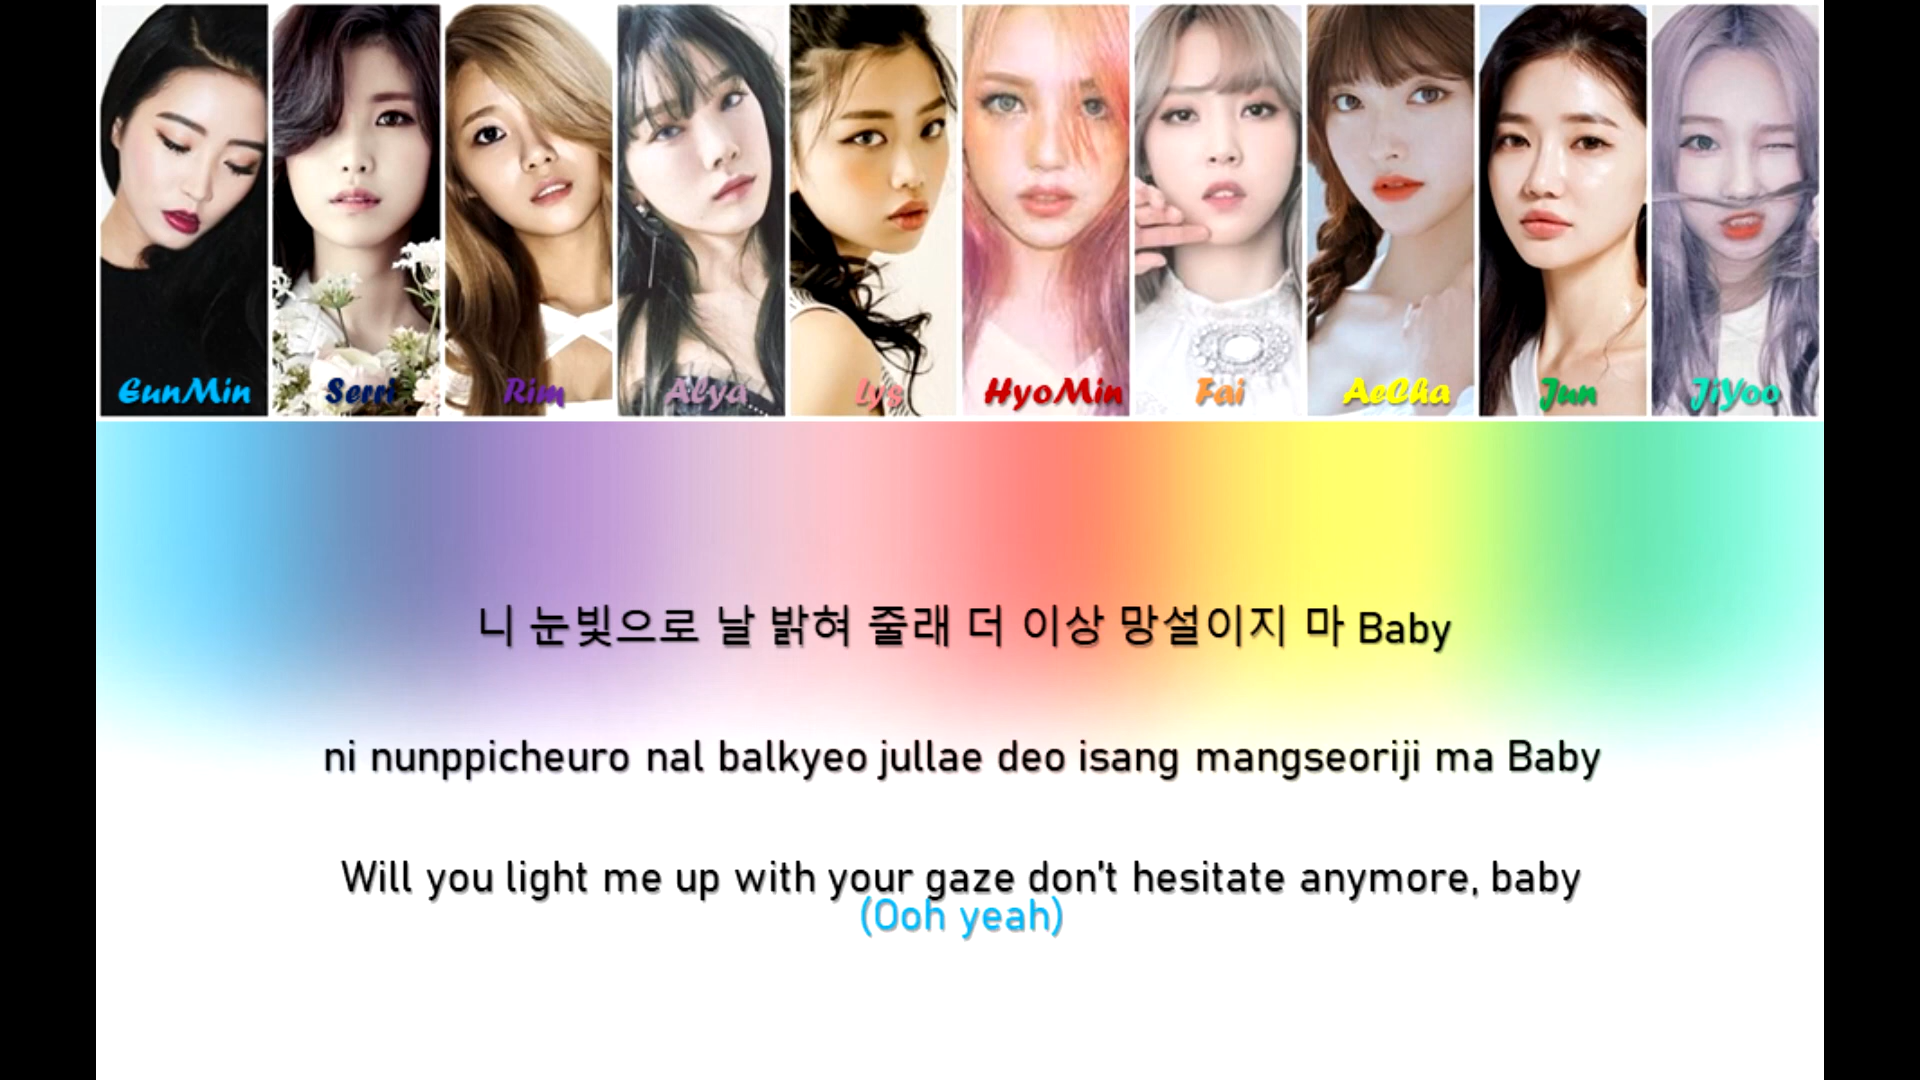 EunMin Serri Rim Alya Lys HyoMin Fai AeCha Jun JiYoo
니 눈빛으로 날 밝혀 줄래 더 이상 망설이지 마 Baby
ni nunppicheuro nal balkyeo jullae deo isang mangseoriji ma Baby
Will you light me up with your gaze don't hesitate anymore, baby
(Ooh yeah)